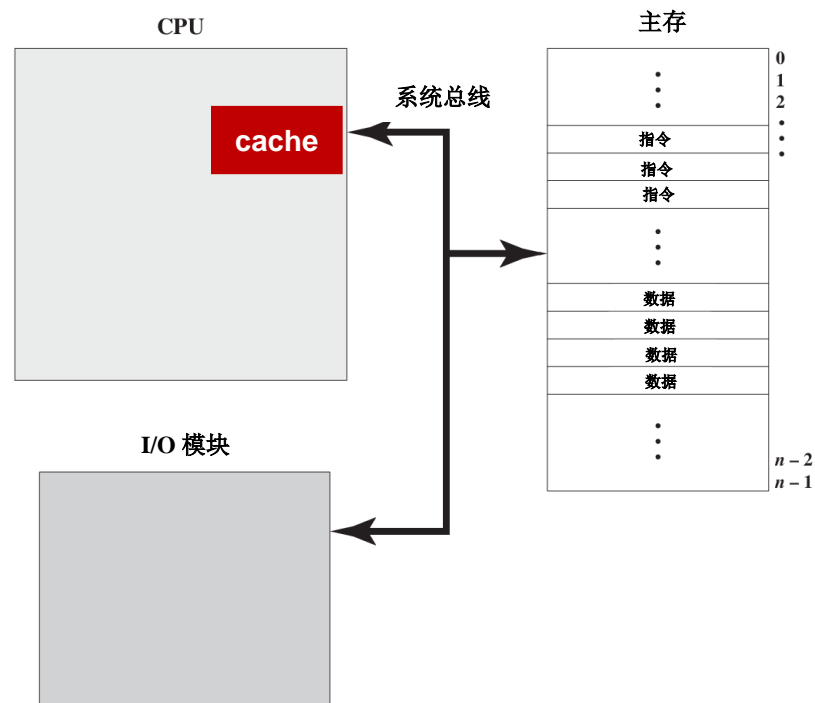 CPU
主存
系统总线
cache
0
1
2
指令
指令
指令
数据
数据
数据
数据
I/O 模块
n – 2
n – 1